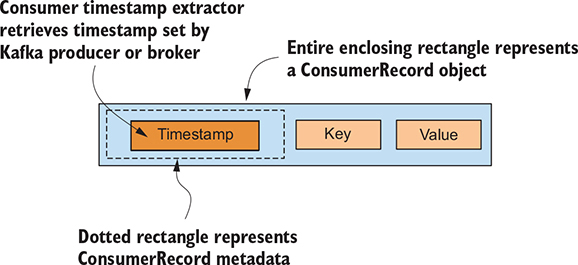 Consumer timestamp extractor
retrieves timestamp set by
Kafka producer or broker
Entire enclosing rectangle represents
a ConsumerRecord object
Timestamp
Key
Value
Dotted rectangle represents
ConsumerRecord metadata